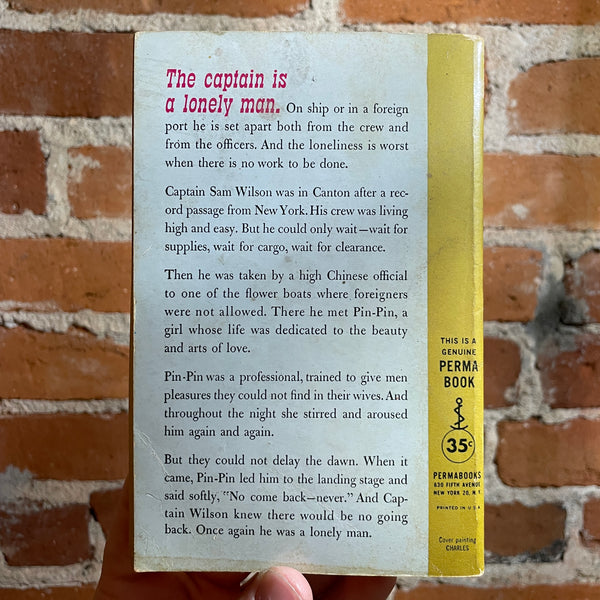 The captain is
a lonely man. On ship or in a foreign
port he is set apart both from the crew and
from the officers. And the loneliness is worst
when there is no work to be done.
Captain Sam Wilson was in Canton after a rec-
ord passage from New York. His crew was living
high and easy. But he could only wait—wait for
supplies, wait for cargo, wait for clearance.
Then he was taken by a high Chinese official
to one of the flower boats where foreigners
were not allowed. There he met Pin-Pin, a
girl whose life was dedicated to the beauty
and arts of love.
Pin-Pin was a professional, trained to give men
pleasures they could not find in their wives. And
throughout the night she stirred and aroused
him again and again.
But they could not delay the dawn. When it
came, Pin-Pin led him to the landing stage and
said softly, "No come back—never." And Cap-
tain Wilson knew there would be no going
back. Once again he was a lonely man.
THIS IS A
GENUINE
PERMA
BOOK
35c
PERMABOOKS
630 FIFTH AVENUE
NEW YORK 20, N.Y.
PRINTED IN U.S.A.
Cover painting
CHARLES